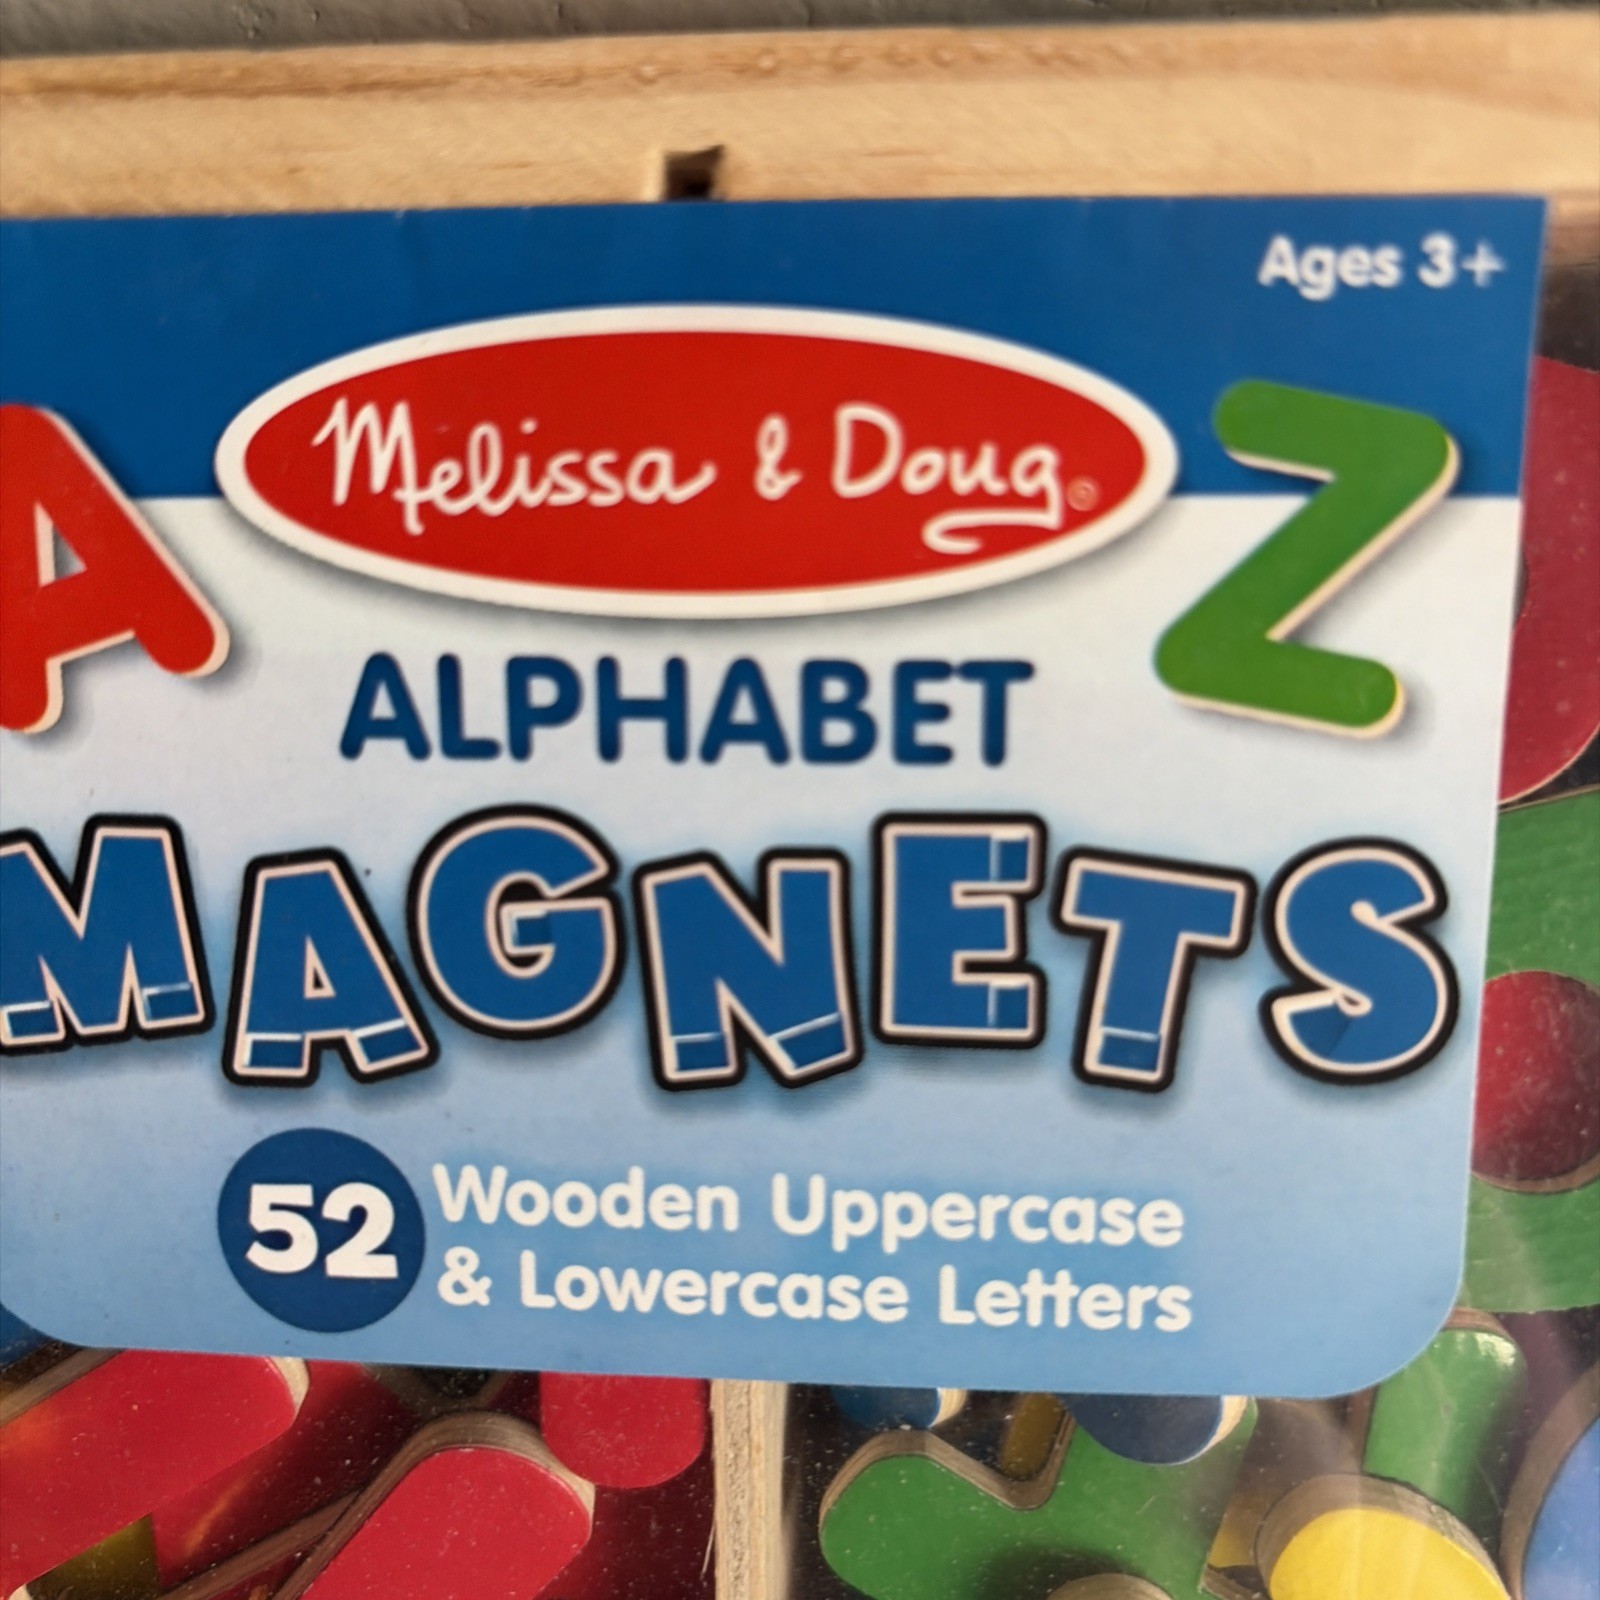 Ages 3+
Melissa & Doug®
A
Z
ALPHABET
MAGNETS
52
Wooden Uppercase
& Lowercase Letters